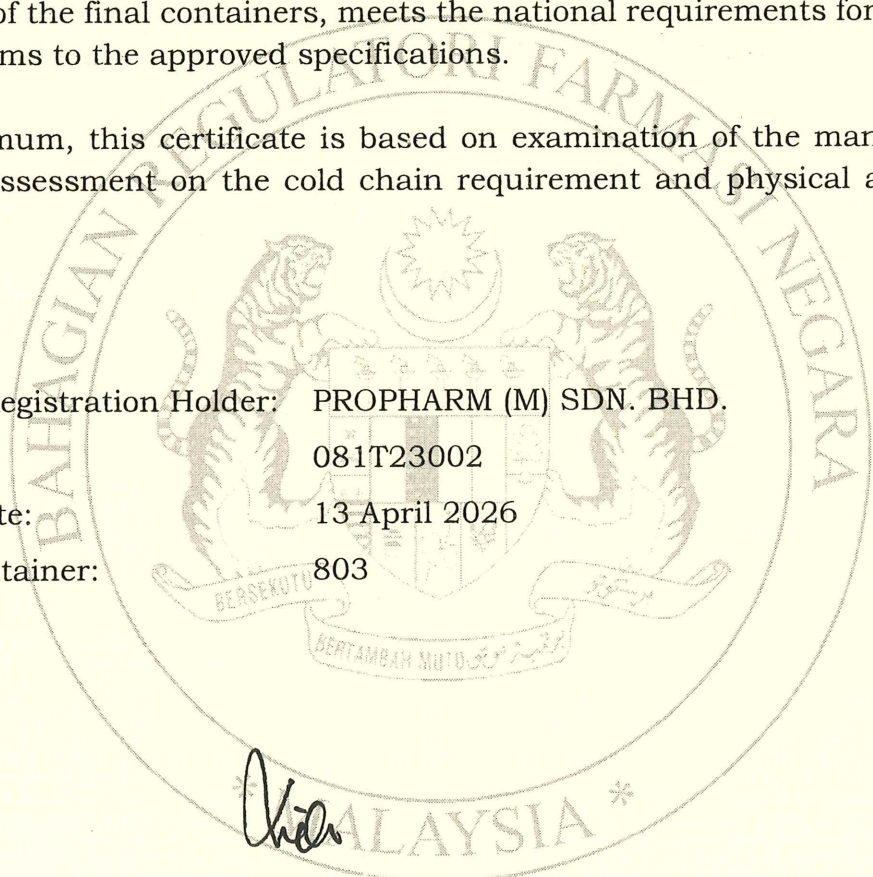 of the final containers, meets the national requirements for
ms to the approved specifications.
mum, this certificate is based on examination of the man
ssessment on the cold chain requirement and physical a
egistration Holder: PROPHARM (M) SDN. BHD.
081T23002
te: 13 April 2026
tainer: 803
BAHAGIAN REGULATORI FARMASI NEGARA
BERSEKUTU
BERTAMBAH MUTU
* MALAYSIA *